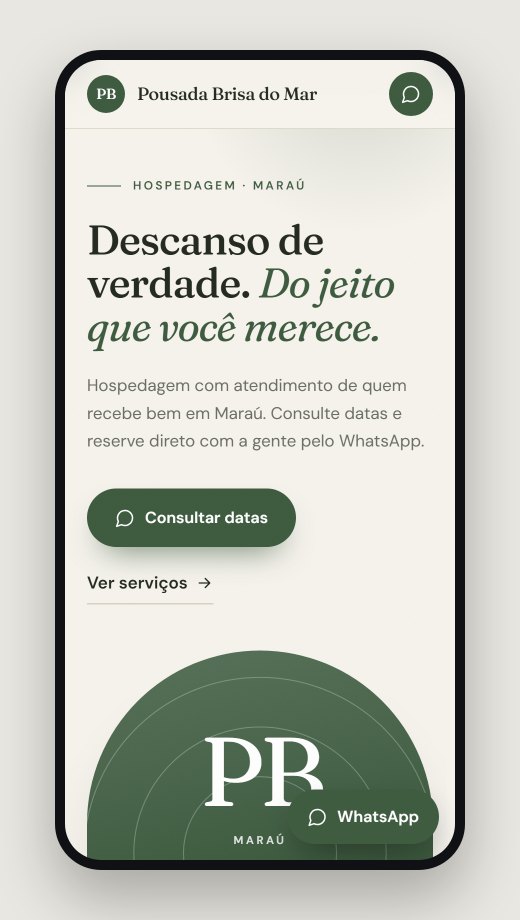 PB Pousada Brisa do Mar
HOSPEDAGEM · MARAÚ
Descanso de
verdade. Do jeito
que você merece.
Hospedagem com atendimento de quem
recebe bem em Maraú. Consulte datas e
reserve direto com a gente pelo WhatsApp.
Consultar datas
Ver serviços →
PB
WhatsApp
MARAÚ